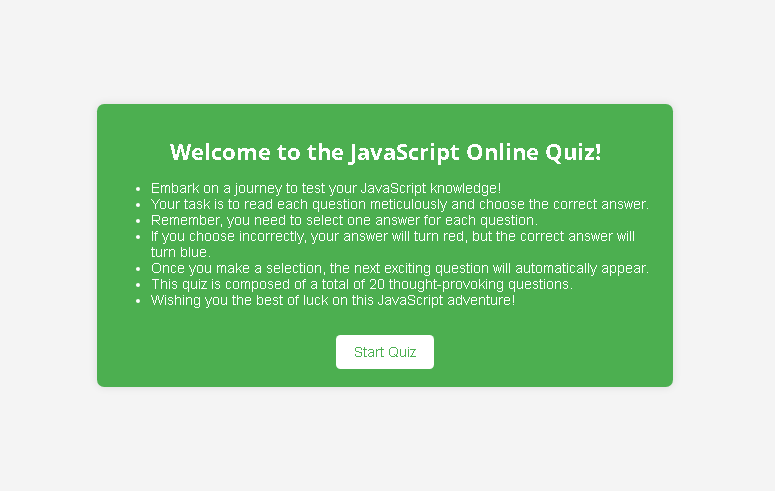 Welcome to the JavaScript Online Quiz!
• Embark on a journey to test your JavaScript knowledge!
• Your task is to read each question meticulously and choose the correct answer.
• Remember, you need to select one answer for each question.
• If you choose incorrectly, your answer will turn red, but the correct answer will
turn blue.
• Once you make a selection, the next exciting question will automatically appear.
• This quiz is composed of a total of 20 thought-provoking questions.
• Wishing you the best of luck on this JavaScript adventure!
Start Quiz